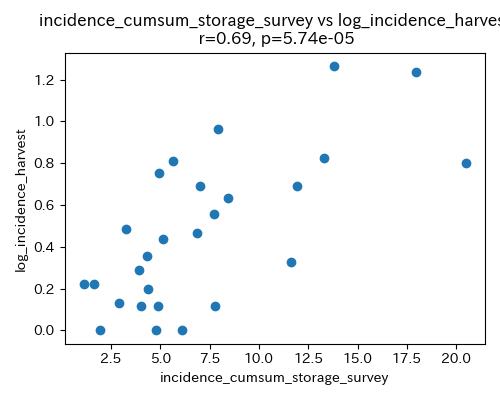 incidence_cumsum_storage_survey vs log_incidence_harves
r=0.69, p=5.74e-05
log_incidence_harvest
1.2
1.0
0.8
0.6
0.4
0.2
0.0
2.5 5.0 7.5 10.0 12.5 15.0 17.5 20.0
incidence_cumsum_storage_survey